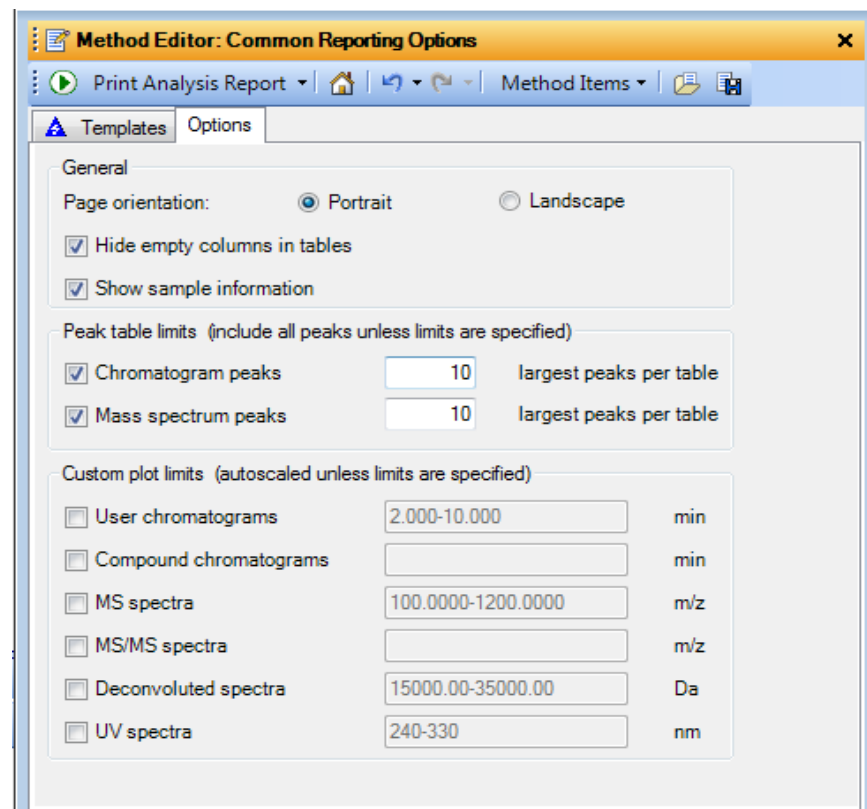 Method Editor: Common Reporting Options
Print Analysis Report Method Items
Templates Options
General
Page orientation: Portrait Landscape
Hide empty columns in tables
Show sample information
Peak table limits (include all peaks unless limits are specified)
Chromatogram peaks 10 largest peaks per table
Mass spectrum peaks 10 largest peaks per table
Custom plot limits (autoscaled unless limits are specified)
User chromatograms 2.000-10.000 min
Compound chromatograms min
MS spectra 100.0000-1200.0000 m/z
MS/MS spectra m/z
Deconvoluted spectra 15000.00-35000.00 Da
UV spectra 240-330 nm